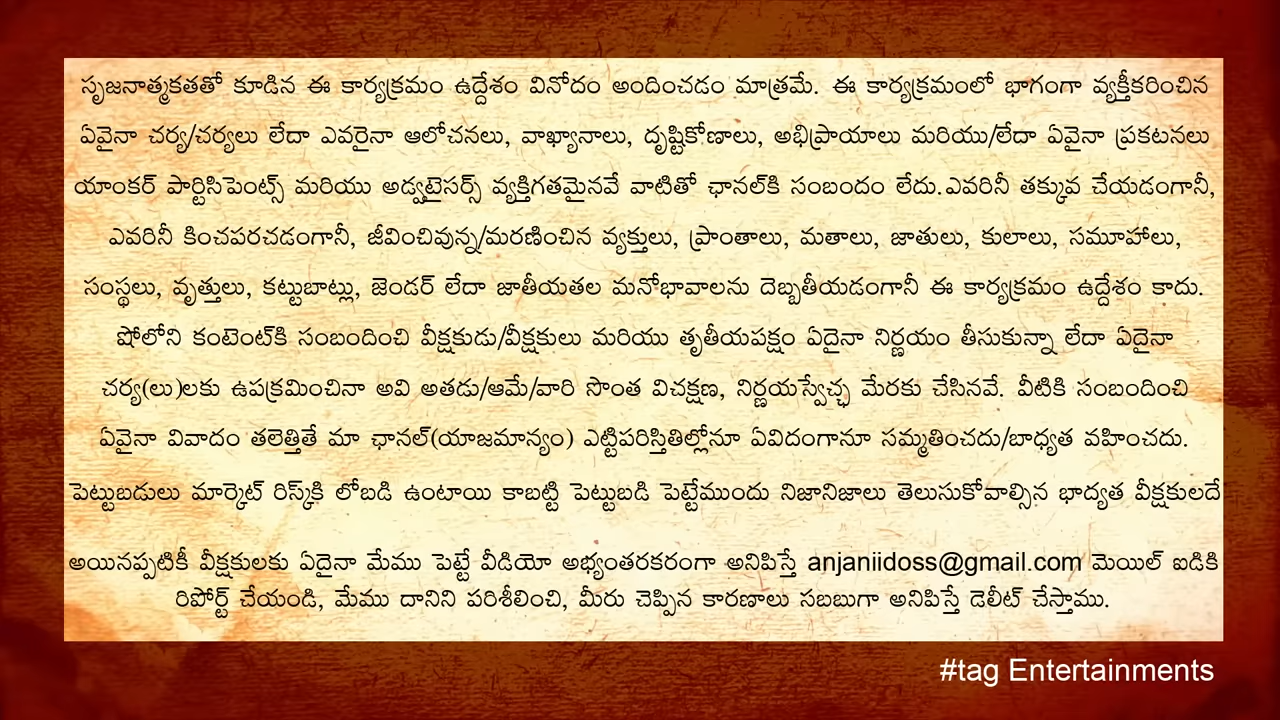 సృజనాత్మకతతో కూడిన ఈ కార్యక్రమం ఉద్దేశం వినోదం అందించడం మాత్రమే. ఈ కార్యక్రమంలో భాగంగా వ్యక్తీకరించిన
ఏవైనా చర్య/చర్యలు లేదా ఎవరైనా ఆలోచనలు, వాఖ్యానాలు, దృష్టికోణాలు, అభిప్రాయాలు మరియు/లేదా ఏవైనా ప్రకటనలు
యాంకర్ పార్టిసిపెంట్స్ మరియు అడ్వటైసర్స్ వ్యక్తిగతమైనవే వాటితో ఛానల్‌కి సంబందం లేదు. ఎవరినీ తక్కువ చేయడంగానీ,
ఎవరినీ కించపరచడంగానీ, జీవించివున్న/మరణించిన వ్యక్తులు, ప్రాంతాలు, మతాలు, జాతులు, కులాలు, సమూహాలు,
సంస్థలు, వృత్తులు, కట్టుబాట్లు, జెండర్ లేదా జాతీయతల మనోభావాలను దెబ్బతీయడంగానీ ఈ కార్యక్రమం ఉద్దేశం కాదు.
షోలోని కంటెంట్‌కి సంబందించి వీక్షకుడు/వీక్షకులు మరియు తృతీయపక్షం ఏదైనా నిర్ణయం తీసుకున్నా లేదా ఏదైనా
చర్య(లు)లకు ఉపక్రమించినా అవి అతడు/ఆమే/వారి సొంత విచక్షణ, నిర్ణయస్వేచ్ఛ మేరకు చేసినవే. వీటికి సంబందించి
ఏవైనా వివాదం తలెత్తితే మా ఛానల్(యాజమాన్యం) ఎట్టిపరిస్తితిల్లోనూ ఏవిదంగానూ సమ్మతించదు/బాధ్యత వహించదు.
పెట్టుబడులు మార్కెట్ రిస్క్‌కి లోబడి ఉంటాయి కాబట్టి పెట్టుబడి పెట్టేముందు నిజానిజాలు తెలుసుకోవాల్సిన భాద్యత వీక్షకులదే
అయినప్పటికీ వీక్షకులకు ఏదైనా మేము పెట్టే వీడియో అభ్యంతరకరంగా అనిపిస్తే anjaniidoss@gmail.com మెయిల్ ఐడికి
రిపోర్ట్ చేయండి, మేము దానిని పరిశీలించి, మీరు చెప్పిన కారణాలు సబబుగా అనిపిస్తే డెలీట్ చేస్తాము.
#tag Entertainments